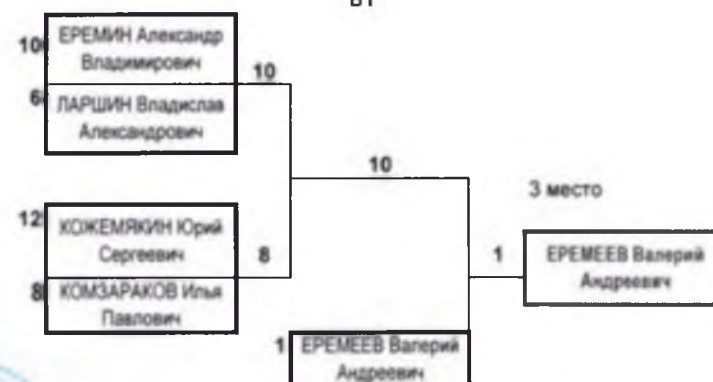 10 ЕРЕМИН Александр
Владимирович
10
6 ЛАРШИН Владислав
Александрович
10
3 место
12 КОЖЕМЯКИН Юрий
Сергеевич
8
1
ЕРЕМЕЕВ Валерий
Андреевич
8 КОМЗАРАКОВ Илья
Павлович
1 ЕРЕМЕЕВ Валерий
Андреевич